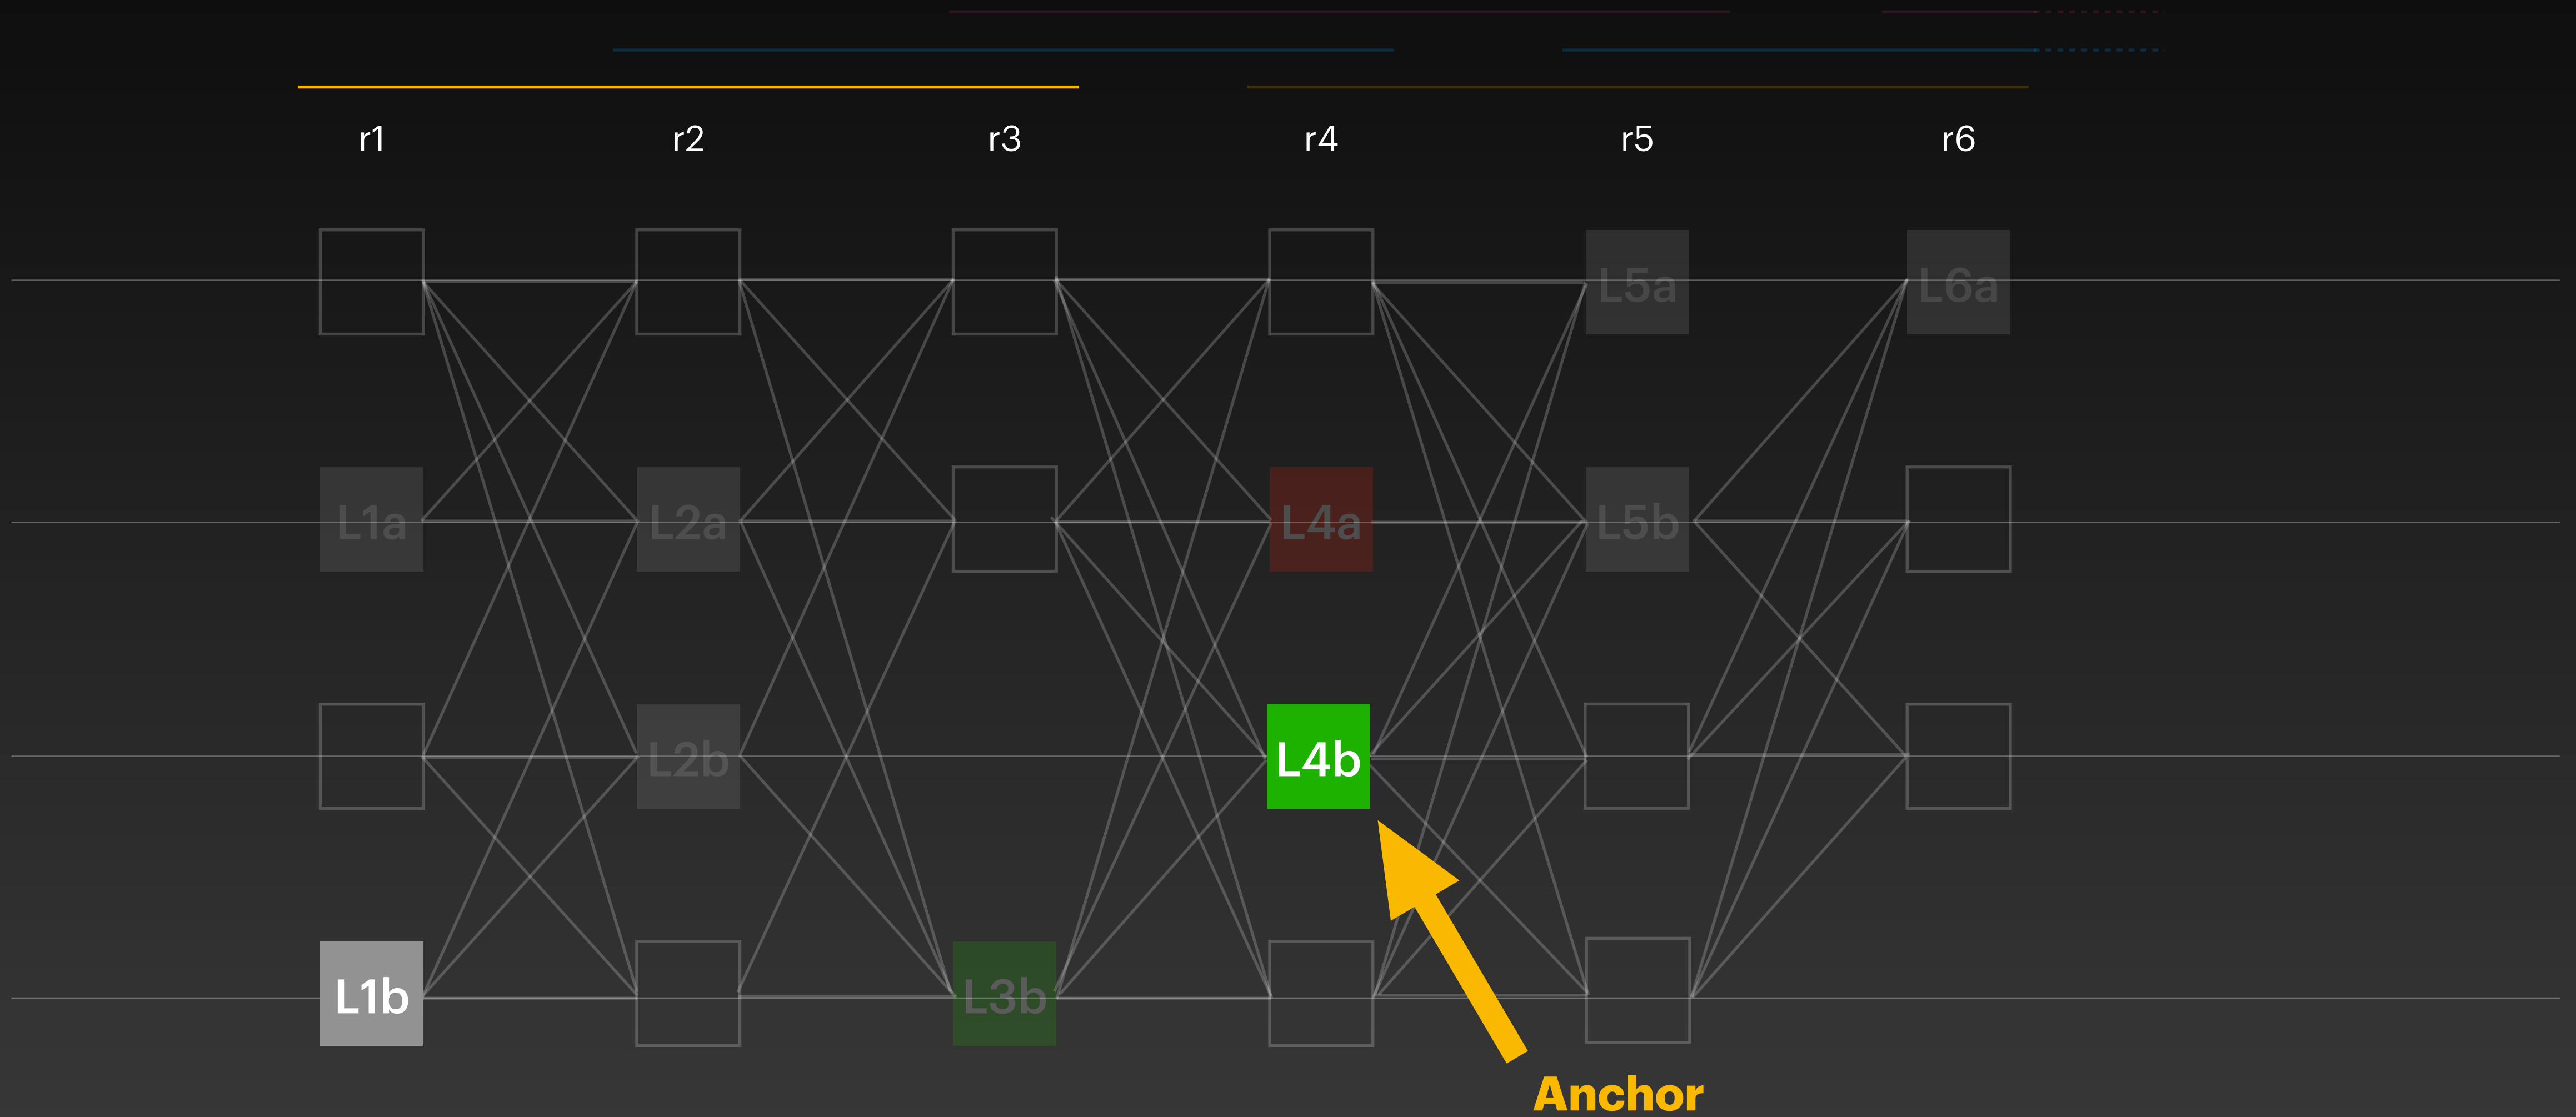 r1 r2 r3 r4 r5 r6
L5a L6a
L1a L2a L4a L5b
L2b L4b
L1b L3b
Anchor